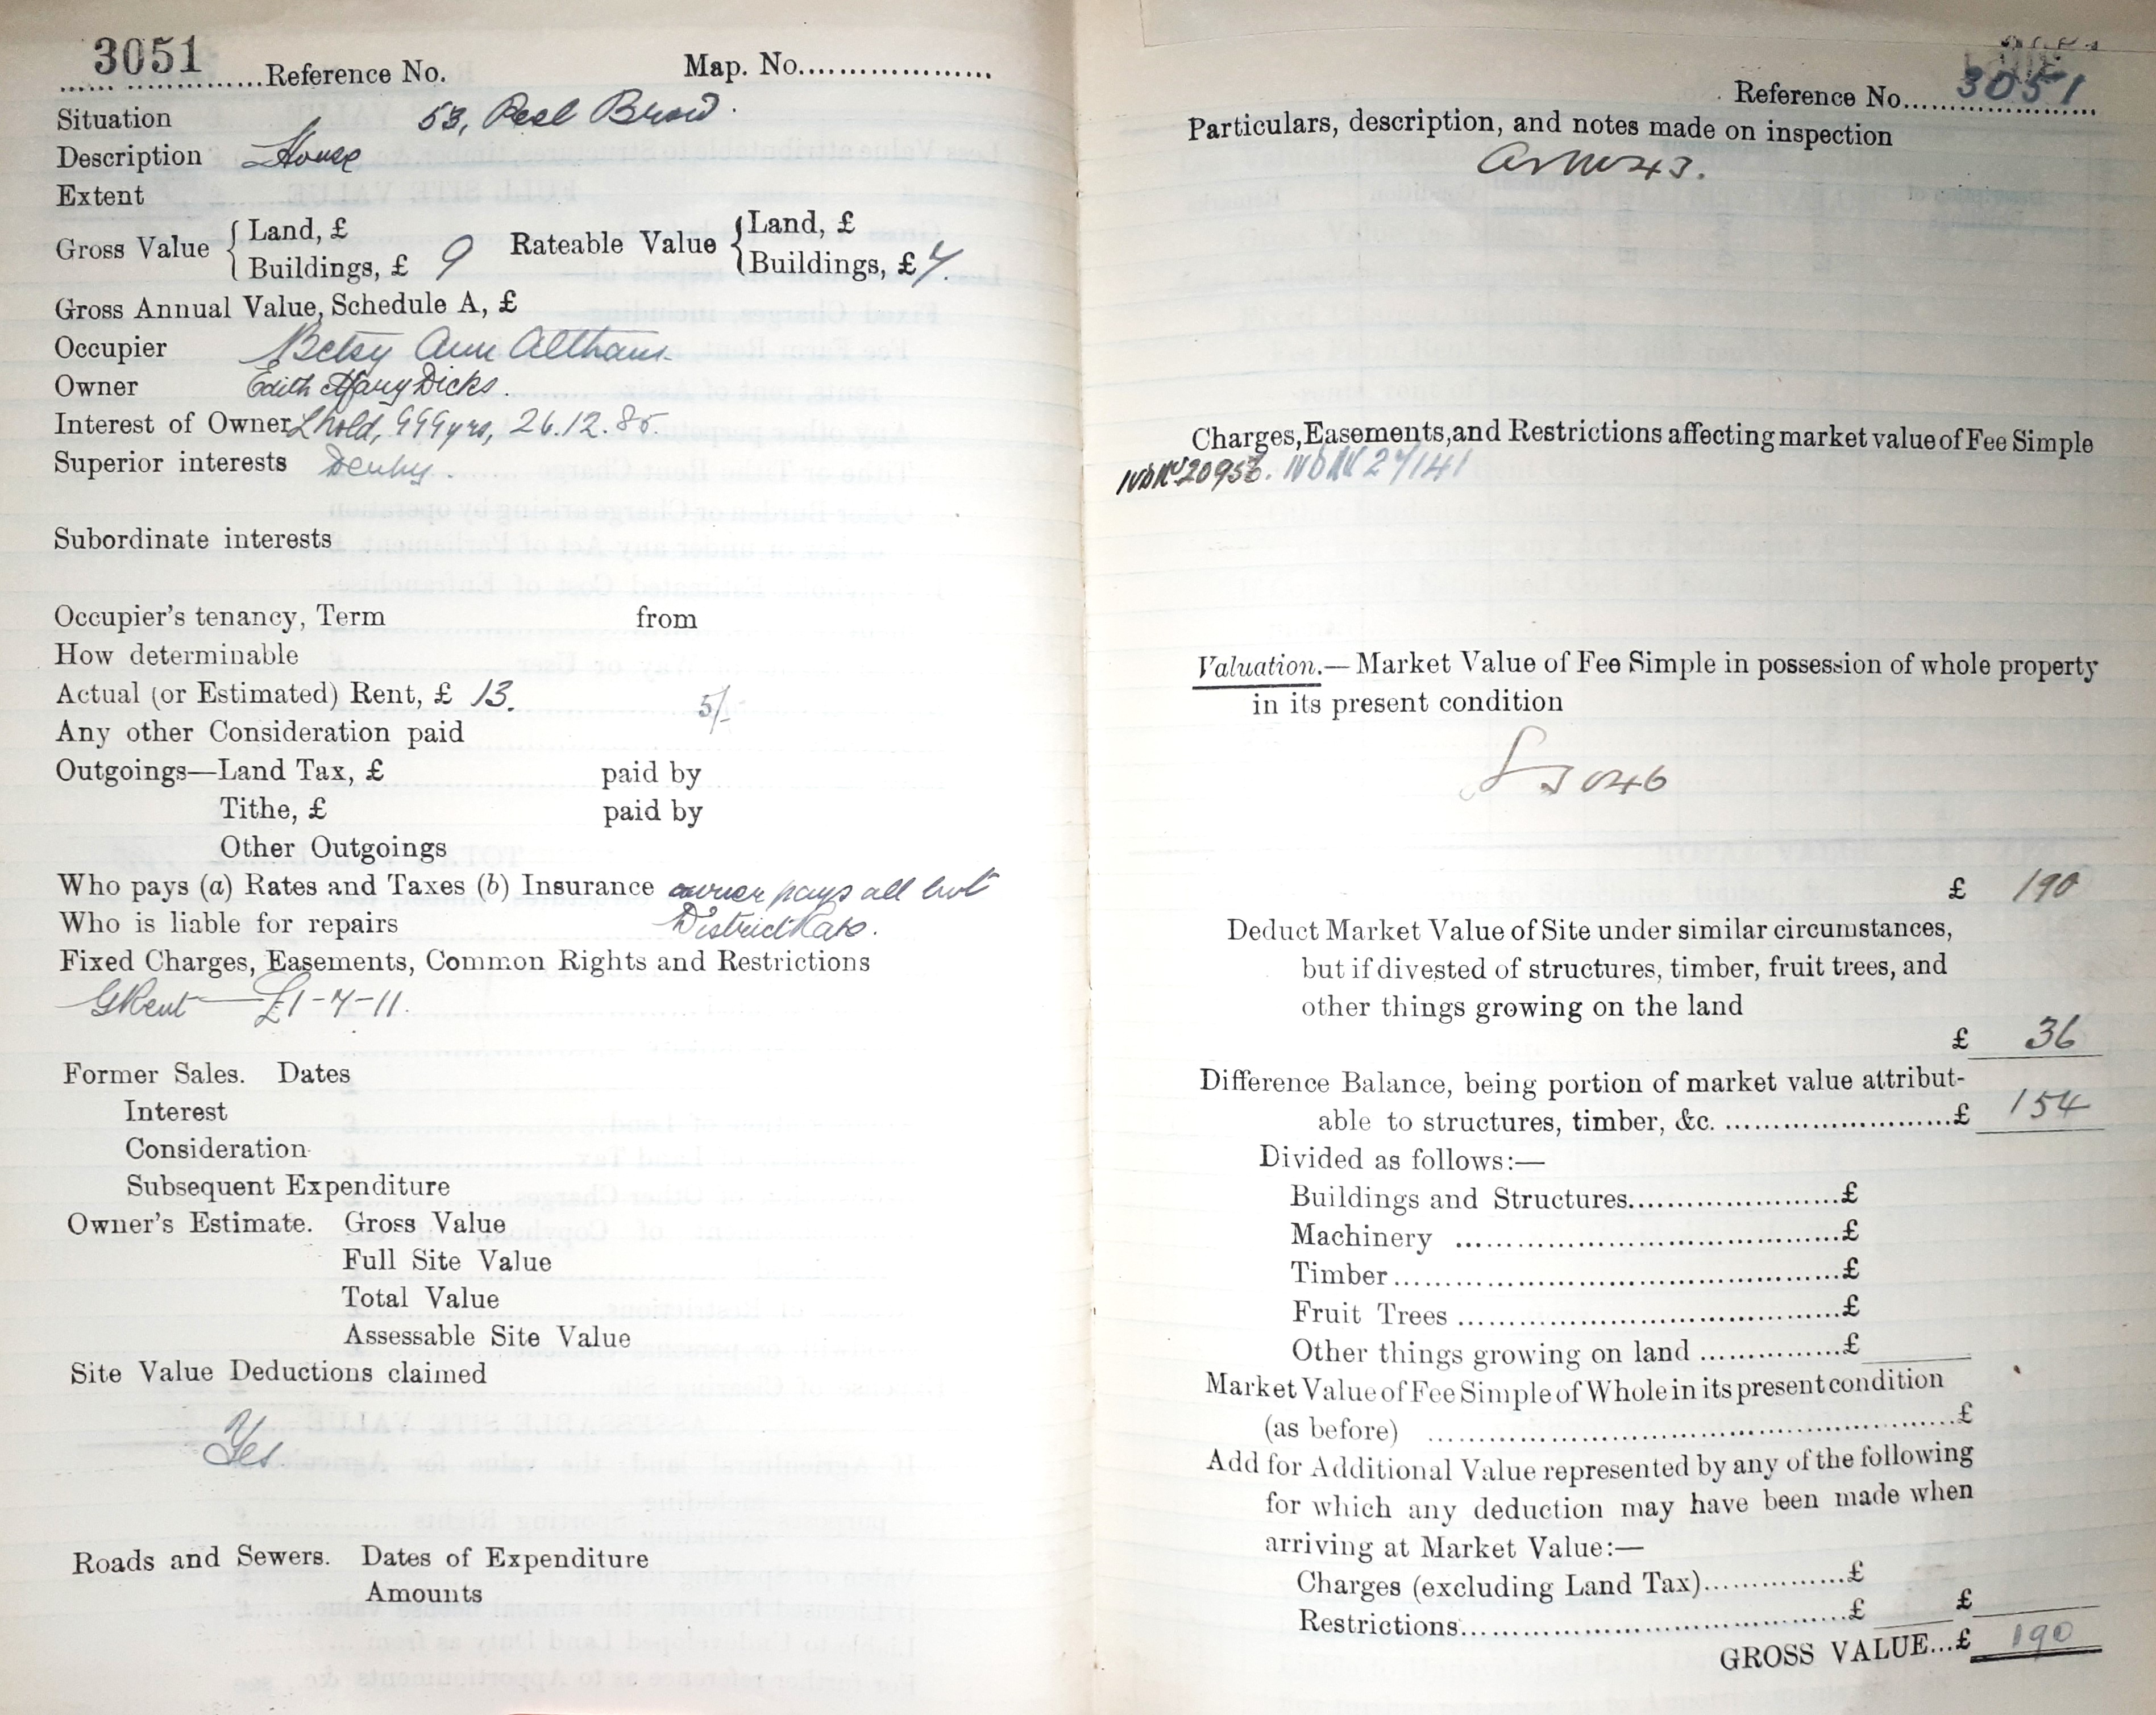 3051 Reference No. Map. No.
Situation 53, Peel Brow.
Description House
Extent
Gross Value { Land, £
Buildings, £ 9
Rateable Value { Land, £
Buildings, £ 7.
Gross Annual Value, Schedule A, £
Occupier Betsy Ann Altham
Owner Edith Mary Dicks.
Interest of Owner Lhold, 999 yrs, 26.12.85.
Superior interests Derby.
Subordinate interests
Occupier's tenancy, Term from
How determinable
Actual (or Estimated) Rent, £ 13. 5/-
Any other Consideration paid
Outgoings—Land Tax, £ paid by
Tithe, £ paid by
Other Outgoings
Who pays (a) Rates and Taxes (b) Insurance owner pays all but
Who is liable for repairs District Rate.
Fixed Charges, Easements, Common Rights and Restrictions
GRent — £1-7-11.
Former Sales. Dates
Interest
Consideration
Subsequent Expenditure
Owner's Estimate. Gross Value
Full Site Value
Total Value
Assessable Site Value
Site Value Deductions claimed
Yes.
Roads and Sewers. Dates of Expenditure
Amounts
Reference No. 3051
Particulars, description, and notes made on inspection
Charges, Easements, and Restrictions affecting market value of Fee Simple
Valuation.—Market Value of Fee Simple in possession of whole property
in its present condition
£ 190
Deduct Market Value of Site under similar circumstances,
but if divested of structures, timber, fruit trees, and
other things growing on the land
£ 36
Difference Balance, being portion of market value attribut-
able to structures, timber, &c. £ 154
Divided as follows:—
Buildings and Structures £
Machinery £
Timber £
Fruit Trees £
Other things growing on land £
Market Value of Fee Simple of Whole in its present condition
(as before) £
Add for Additional Value represented by any of the following
for which any deduction may have been made when
arriving at Market Value:—
Charges (excluding Land Tax) £
Restrictions £ £
GROSS VALUE...£ 190